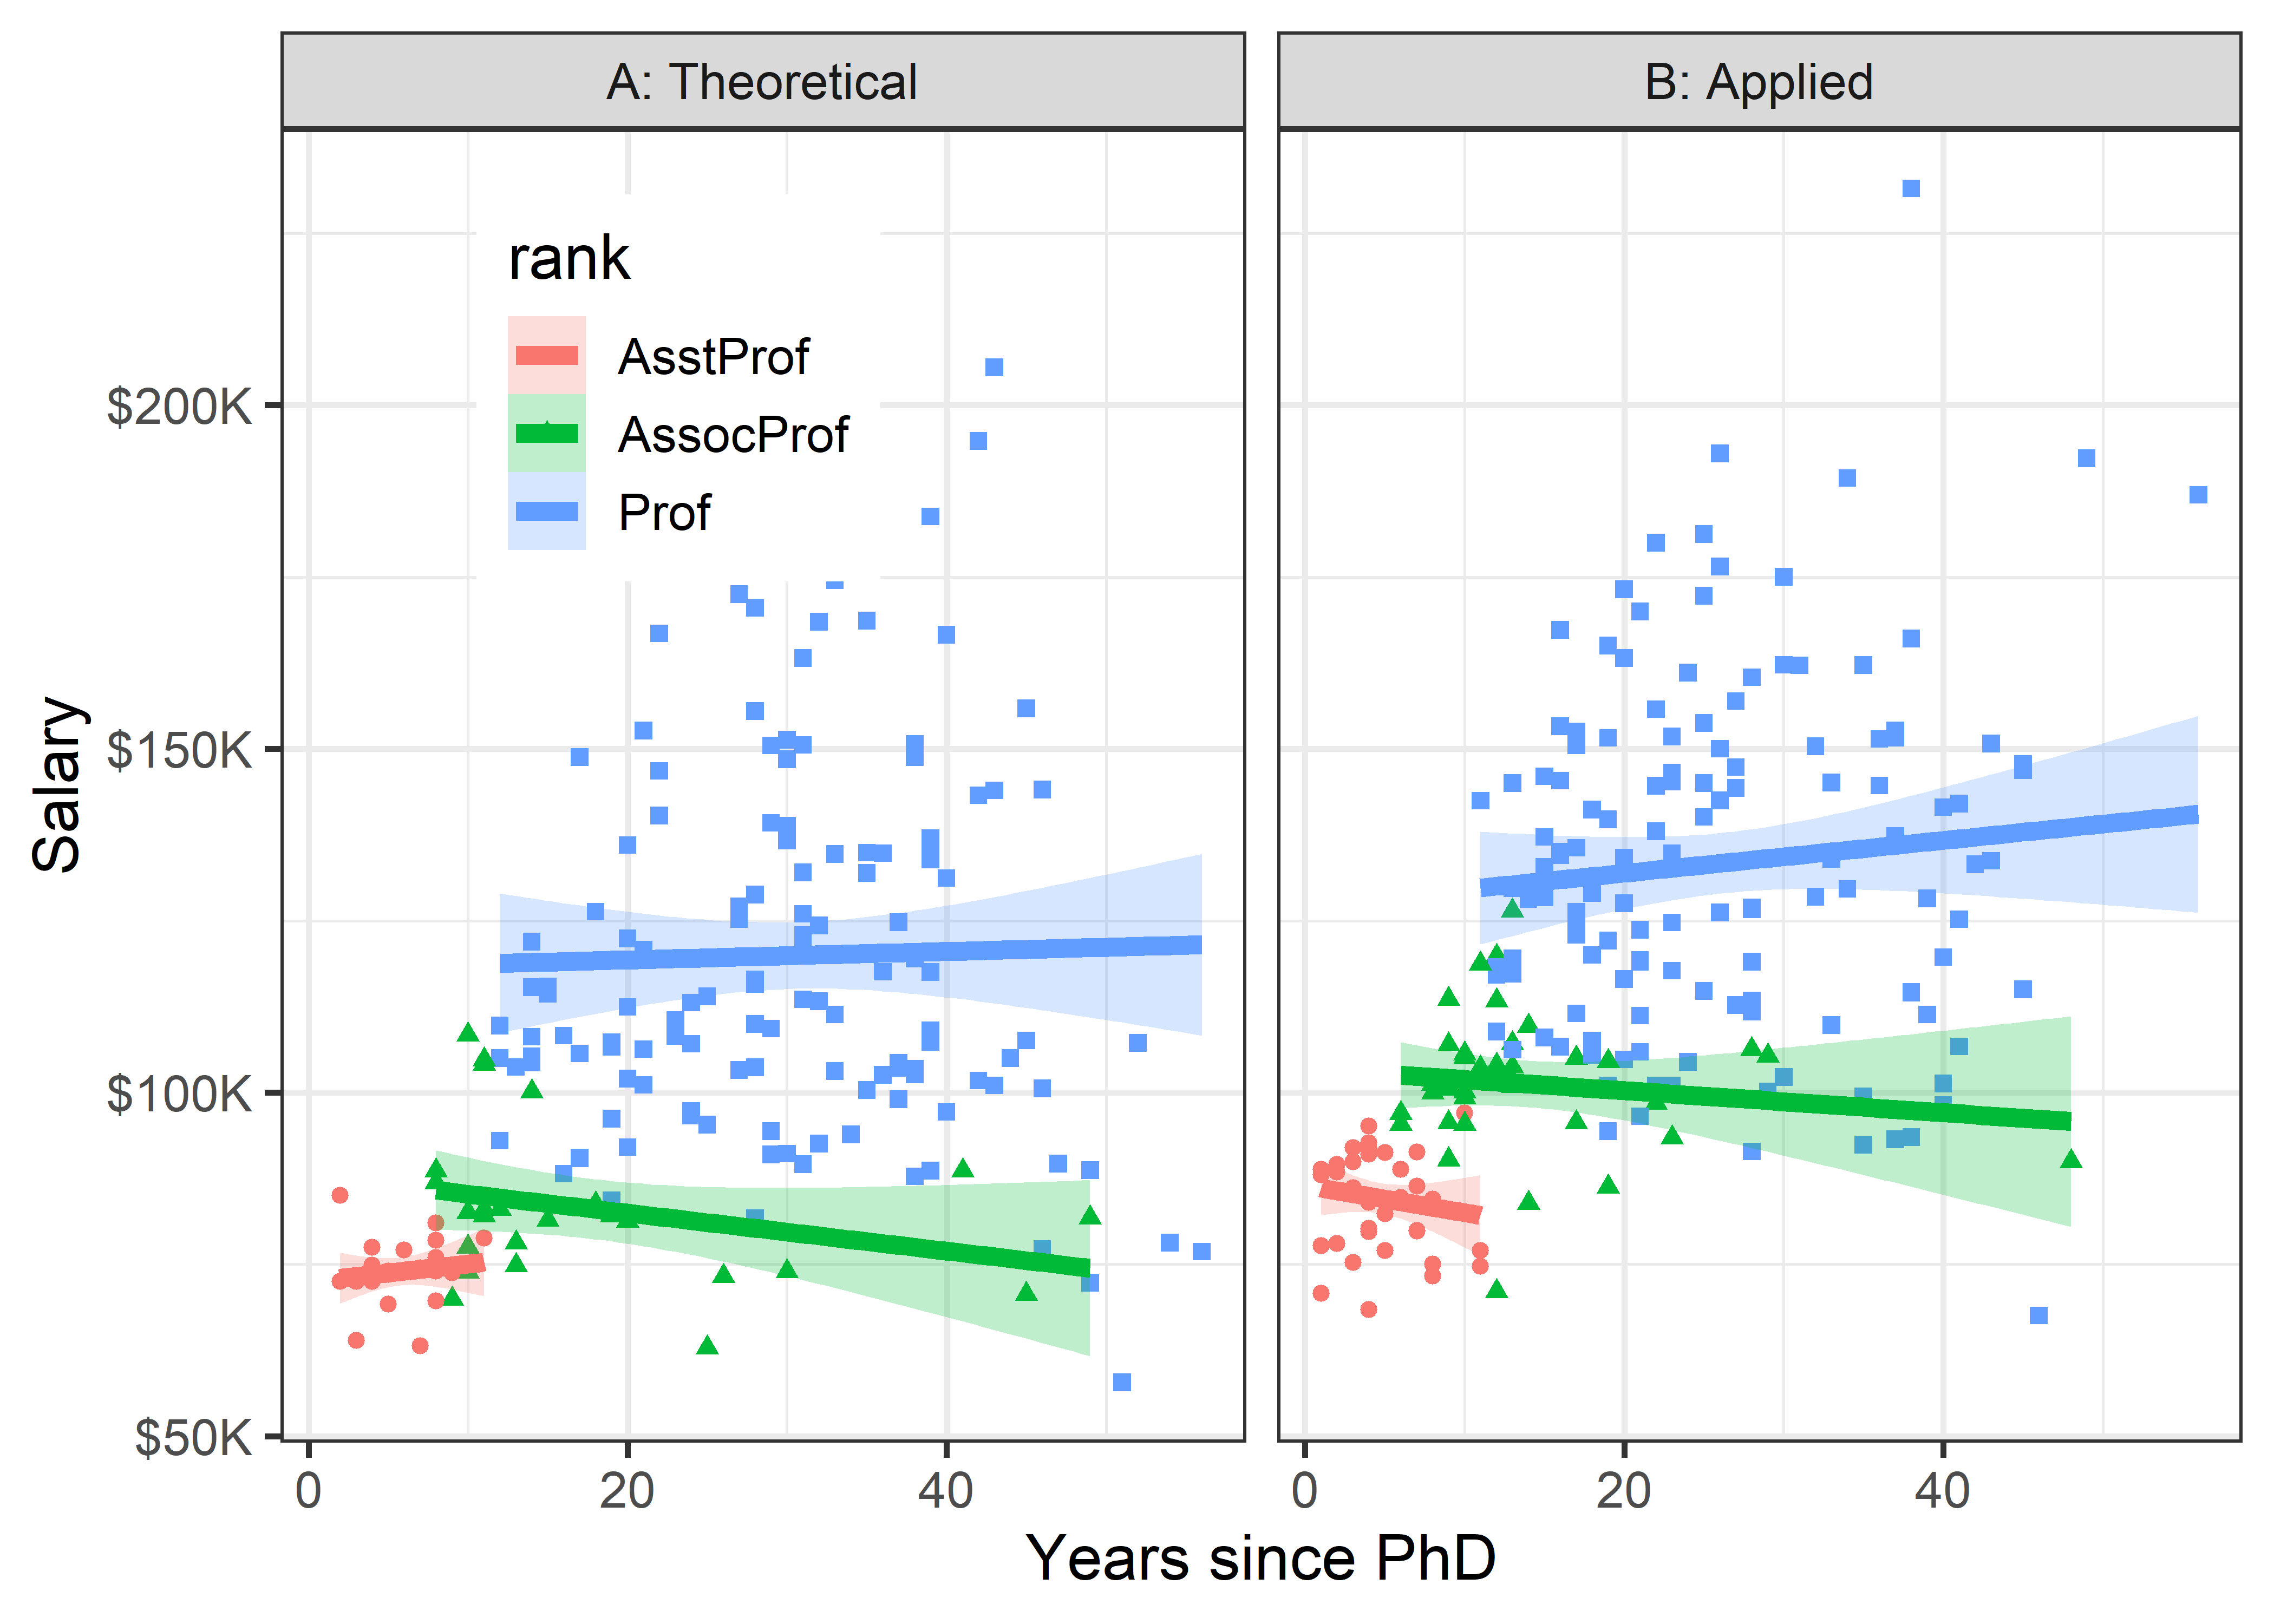 A: Theoretical
B: Applied
rank
AsstProf
AssocProf
Prof
Salary
$200K
$150K
$100K
$50K
0 20 40
0 20 40
Years since PhD